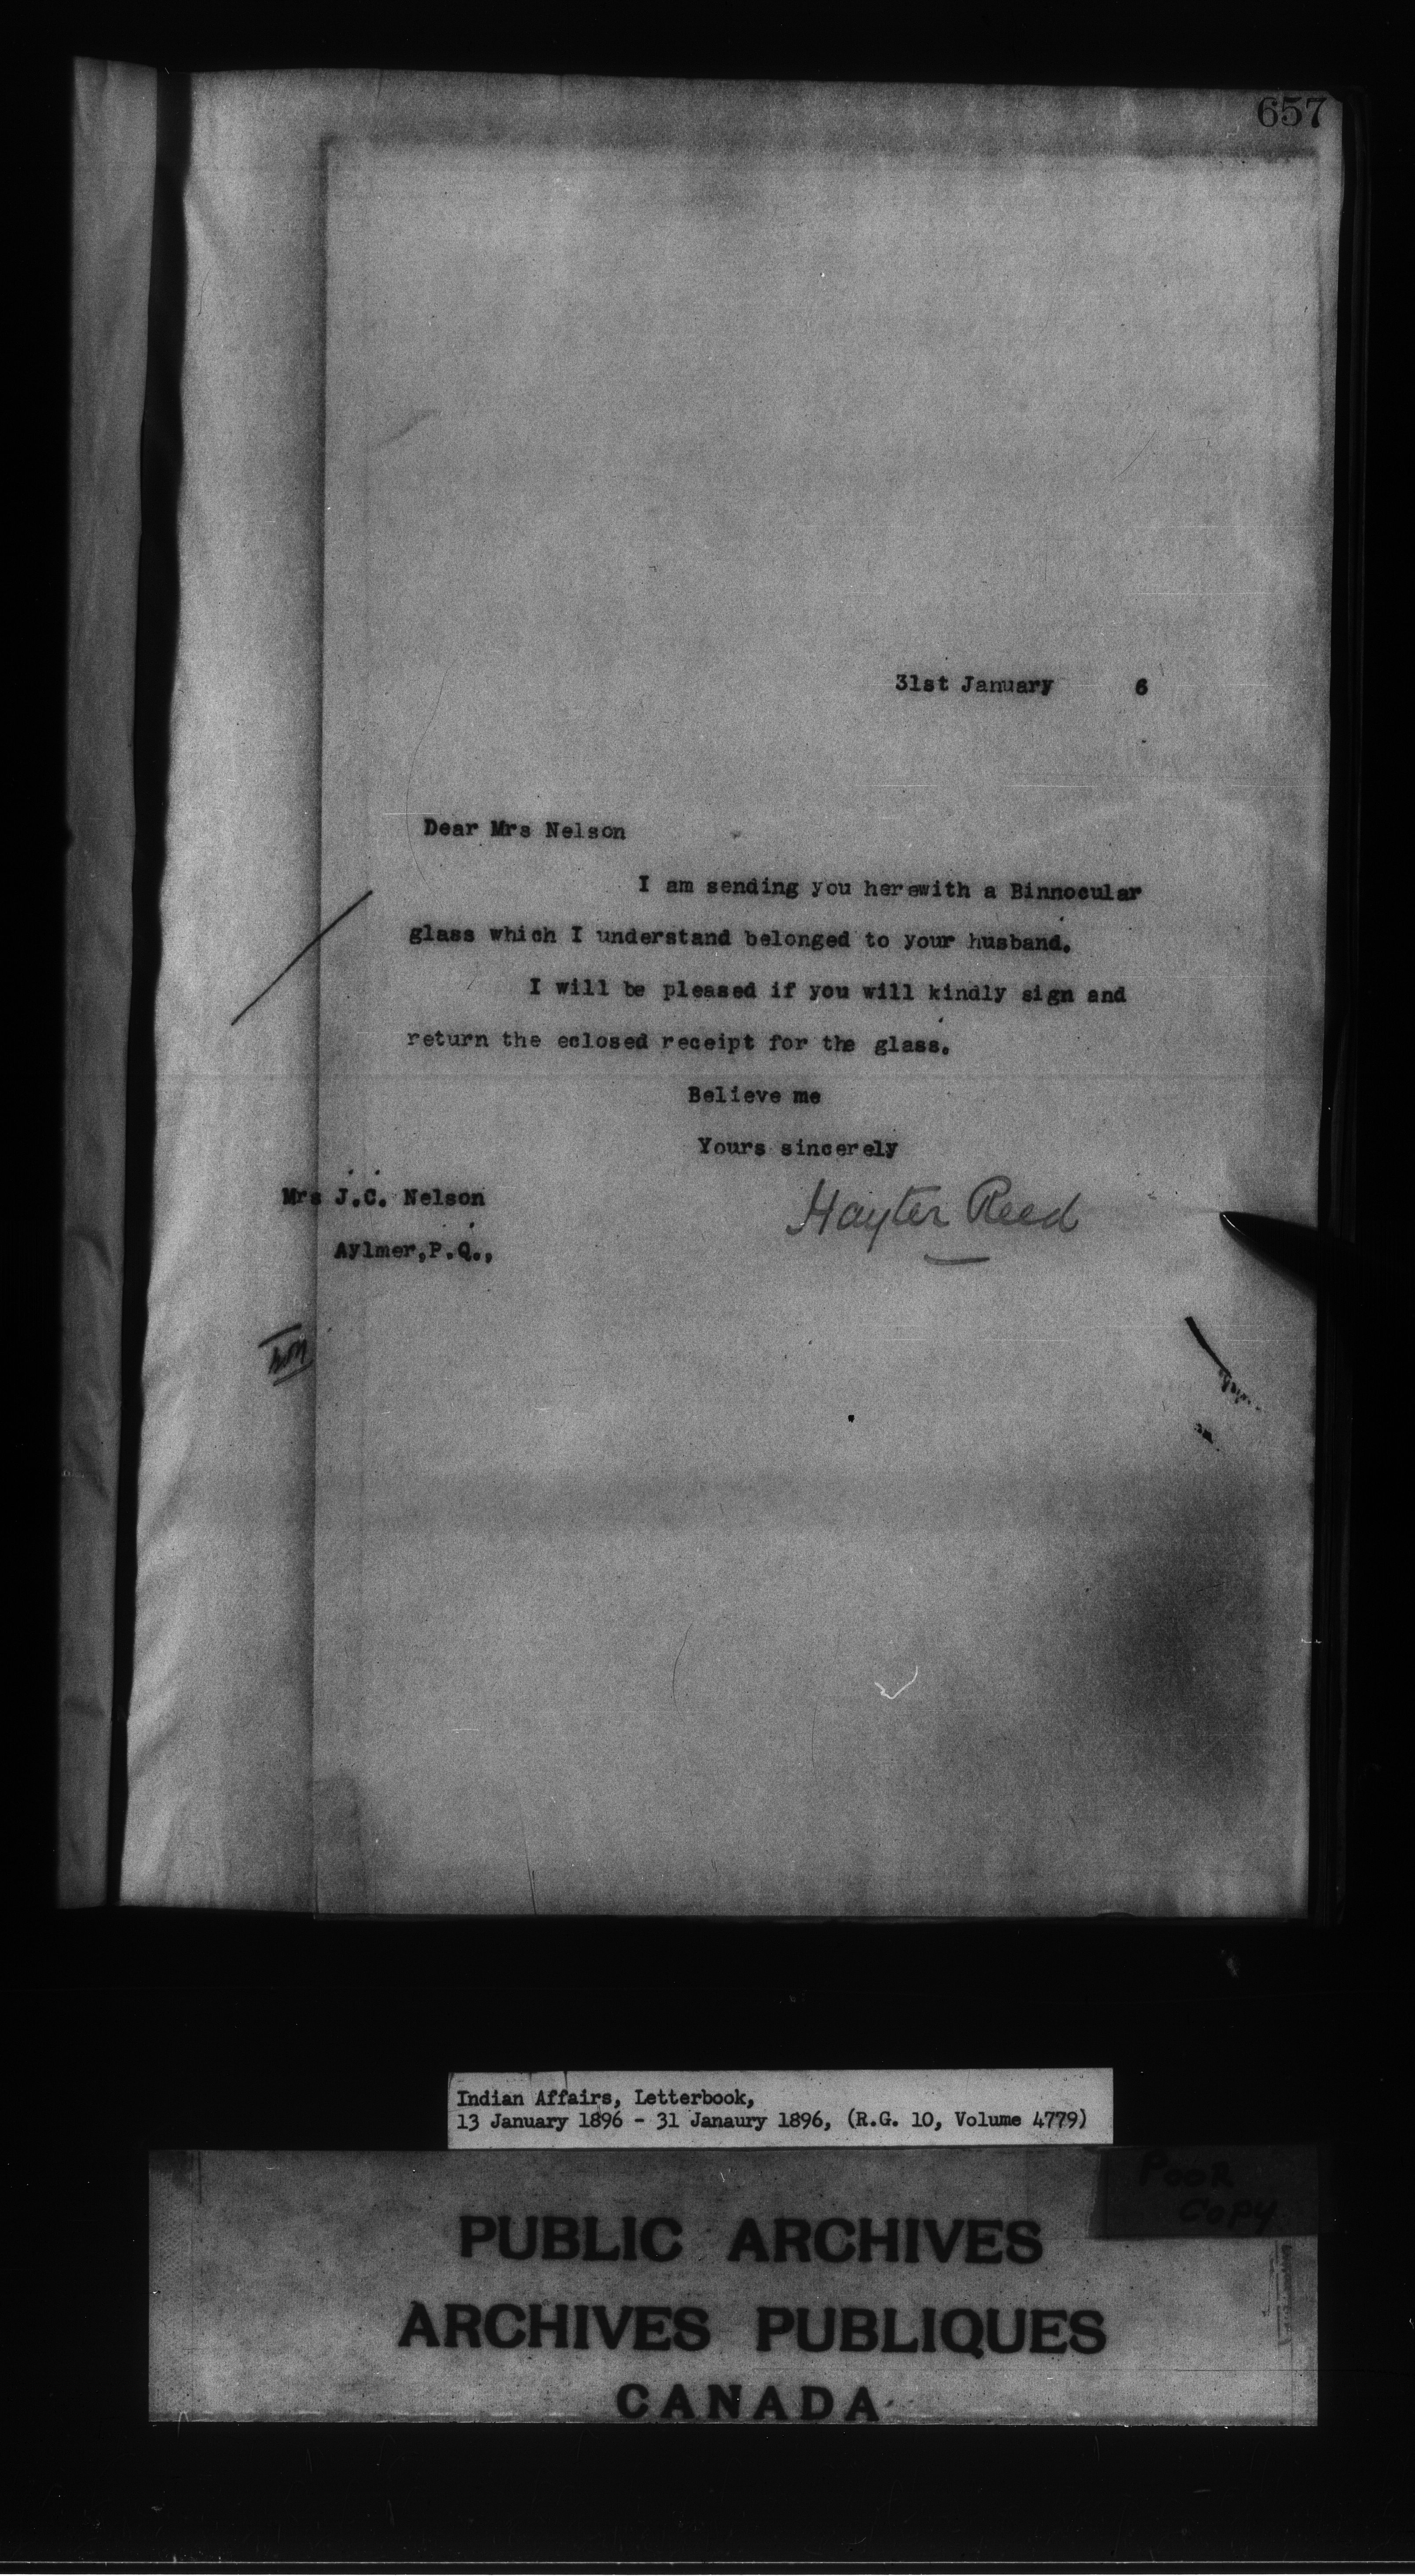 657
31st January 6
Dear Mrs Nelson
I am sending you herewith a Binnocular
glass which I understand belonged to your husband.
I will be pleased if you will kindly sign and
return the eclosed receipt for the glass.
Believe me
Yours sincerely
Mrs J.C. Nelson
Hayter Reed
Aylmer,P.Q.,
Indian Affairs, Letterbook,
13 January 1896 - 31 Janaury 1896, (R.G. 10, Volume 4779)
POOR
COPY
PUBLIC ARCHIVES
ARCHIVES PUBLIQUES
CANADA